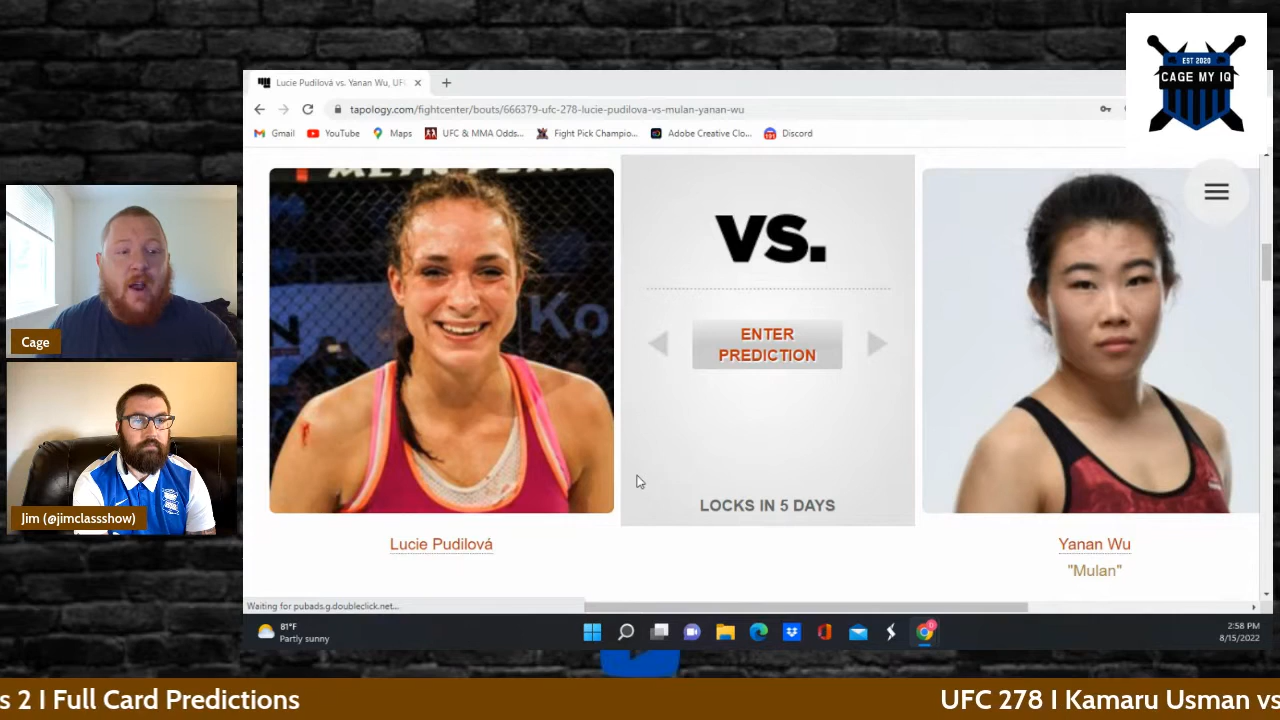 EST 2020
CAGE MY IQ
Lucie Pudilová vs. Yanan Wu, UF
tapology.com/fightcenter/bouts/666379-ufc-278-lucie-pudilova-vs-mulan-yanan-wu
Gmail YouTube Maps UFC & MMA Odds... Fight Pick Champio... Adobe Creative Clo... Discord
VS.
ENTER
PREDICTION
LOCKS IN 5 DAYS
Ko
Cage
Jim (@jimclassshow)
Lucie Pudilová
Yanan Wu
"Mulan"
Waiting for pubads.g.doubleclick.net...
81°F
Partly sunny
2:58 PM
8/15/2022
s 2 I Full Card Predictions
UFC 278 I Kamaru Usman vs